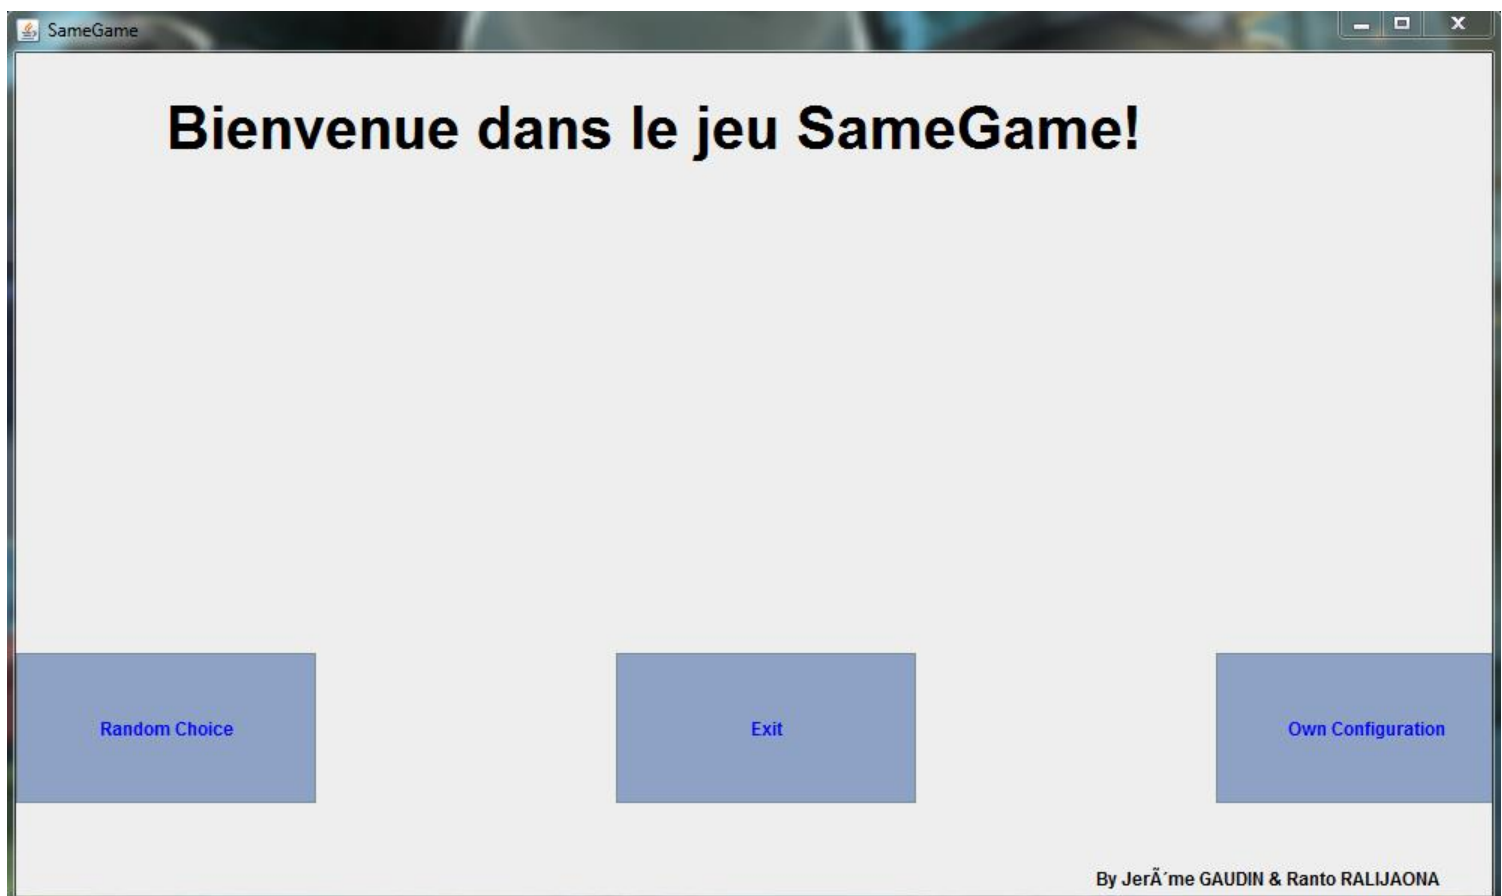 SameGame
Bienvenue dans le jeu SameGame!
Random Choice
Exit
Own Configuration
By JerÃ´me GAUDIN & Ranto RALIJAONA